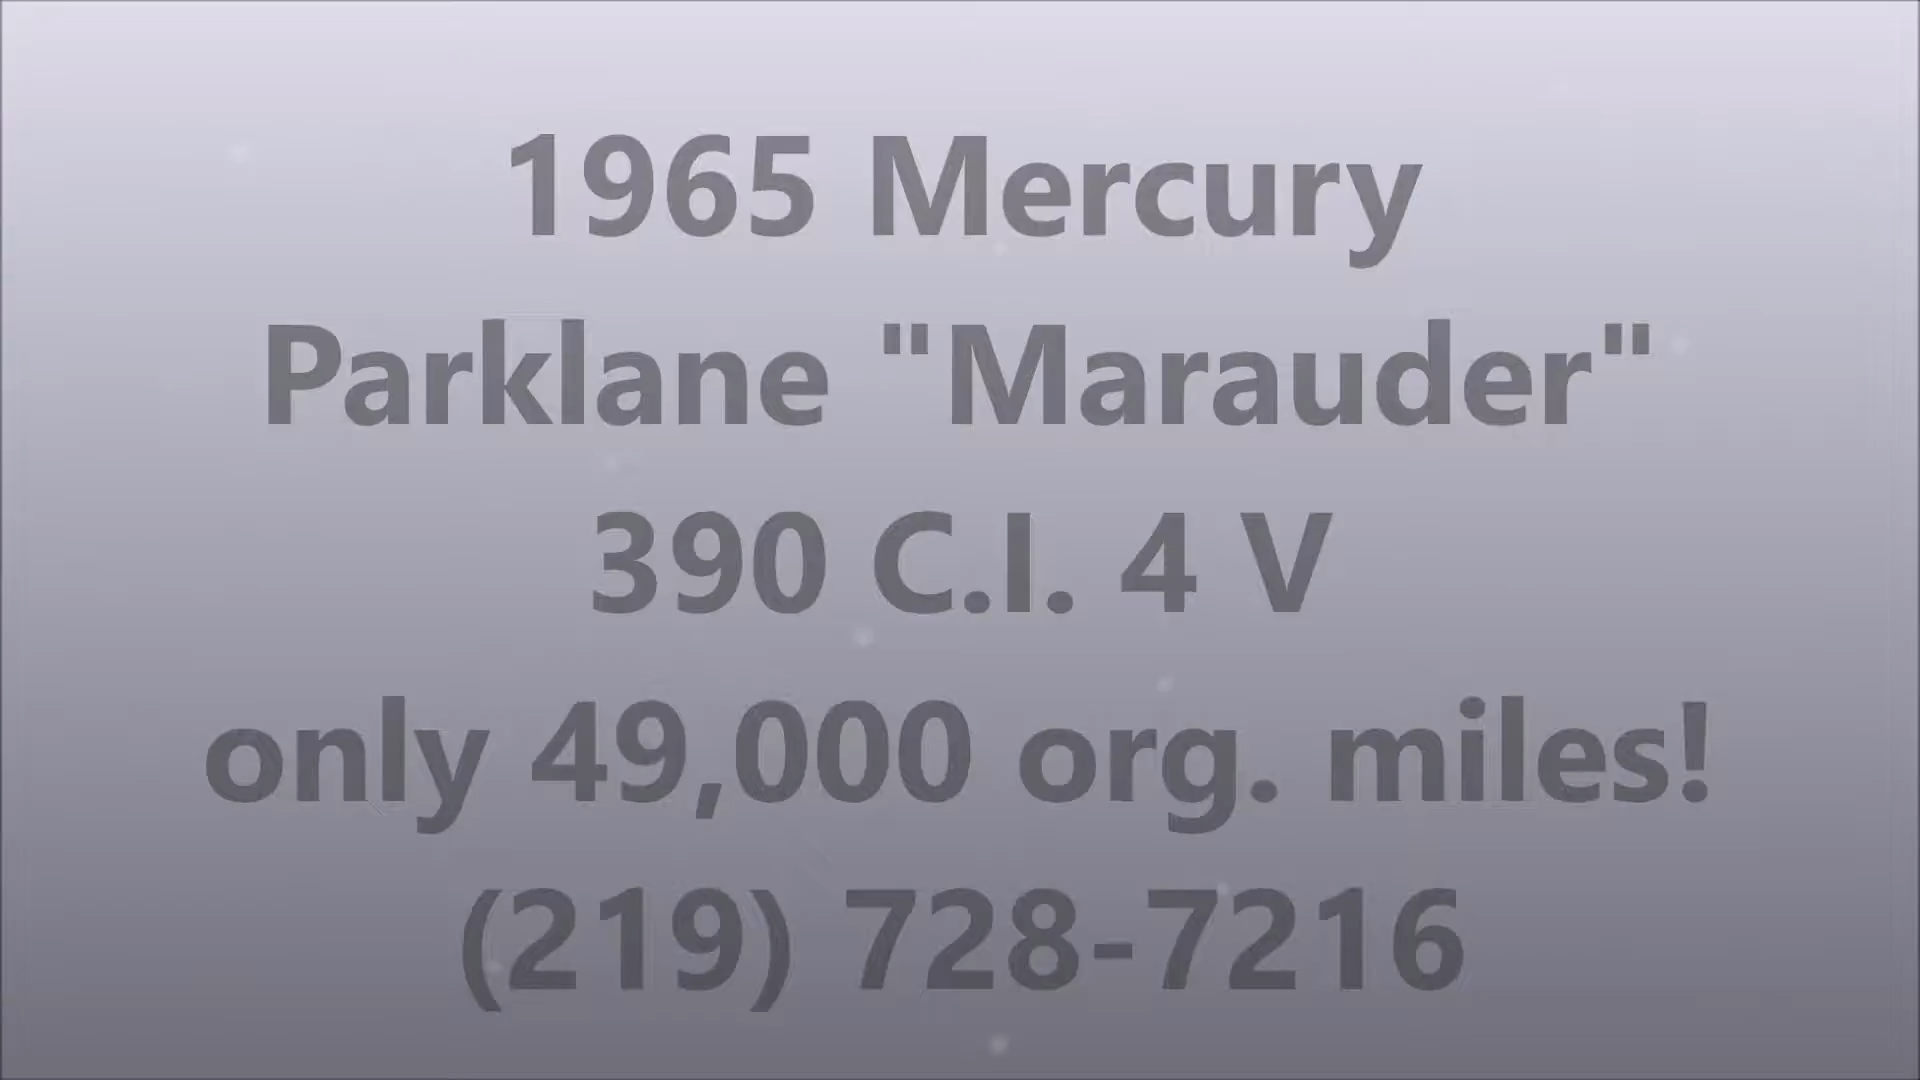 1965 Mercury
Parklane "Marauder"
390 C.I. 4 V
only 49,000 org. miles!
(219) 728-7216